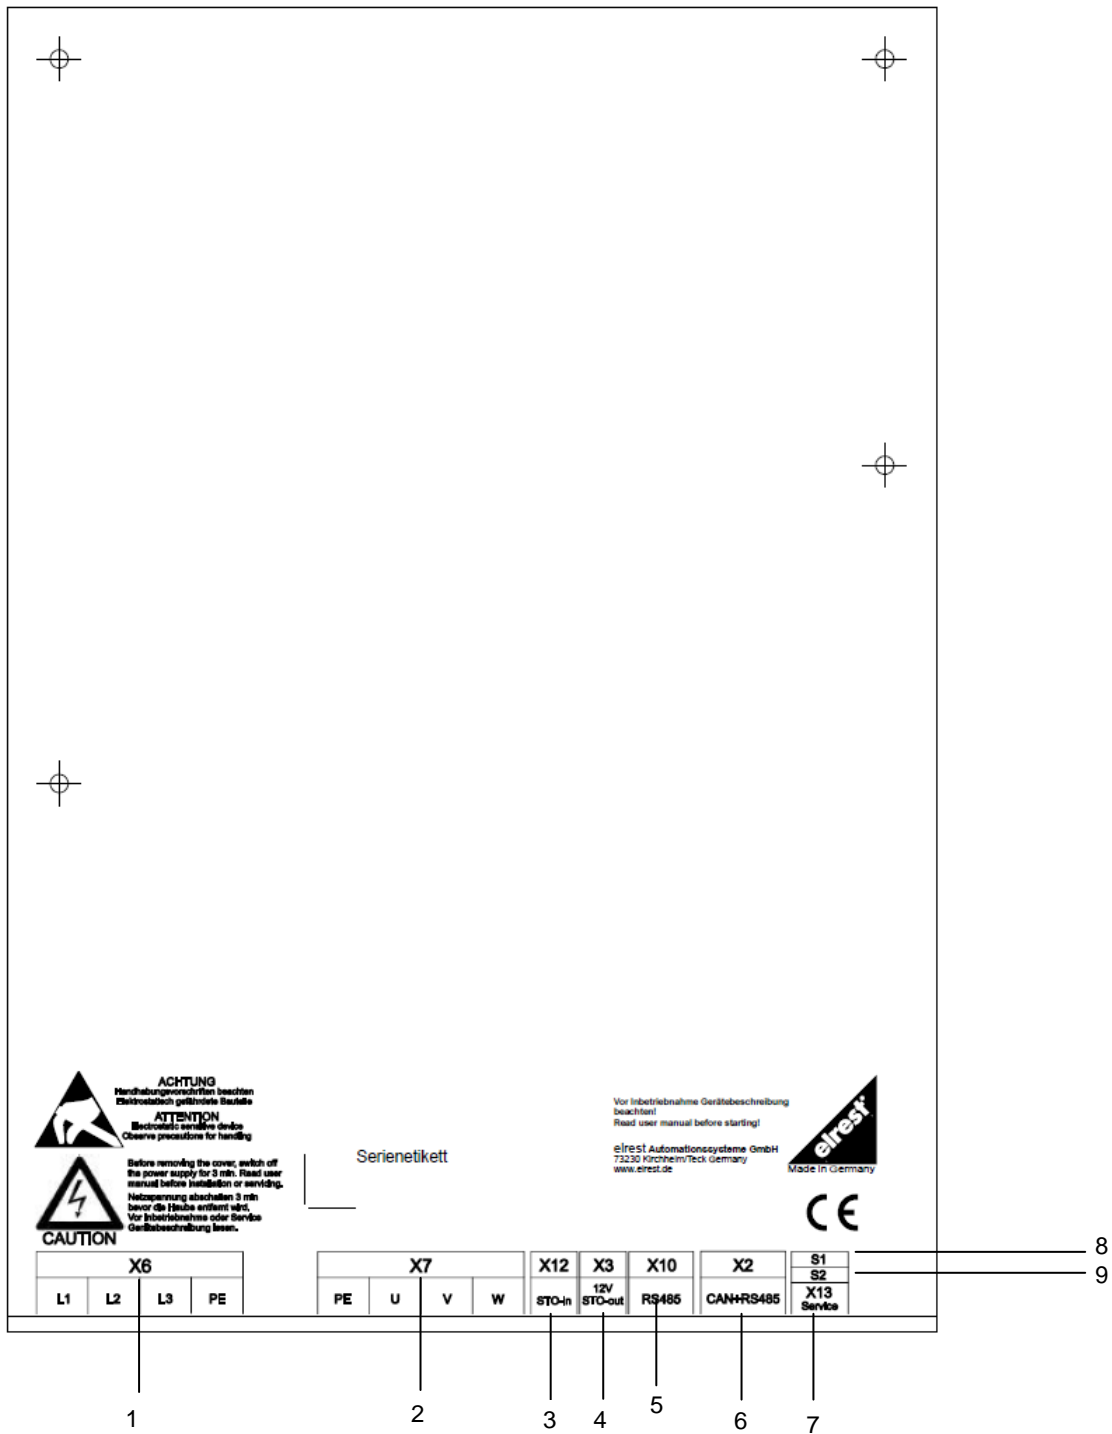 ACHTUNG
Handhabungsvorschriften beachten
Elektrostatisch gefährdete Bauteile
ATTENTION
Electrostatic sensitive device
Observe precautions for handling
Before removing the cover, switch off
the power supply for 3 min. Read user
manual before installation or servicing.
Netzspannung abschalten 3 min
bevor die Haube entfernt wird.
Vor Inbetriebnahme oder Service
Gerätebeschreibung lesen.
CAUTION
Serienetikett
Vor Inbetriebnahme Gerätebeschreibung
beachten!
Read user manual before starting!
elrest Automationssysteme GmbH
73230 Kirchheim/Teck Germany
www.elrest.de
elrest
Made in Germany
CE
X6
L1 L2 L3 PE
X7
PE U V W
X12
STO-in
X3
12V
STO-out
X10
RS485
X2
CAN+RS485
S1
S2
X13
Service
8
9
1
2
3
4
5
6
7